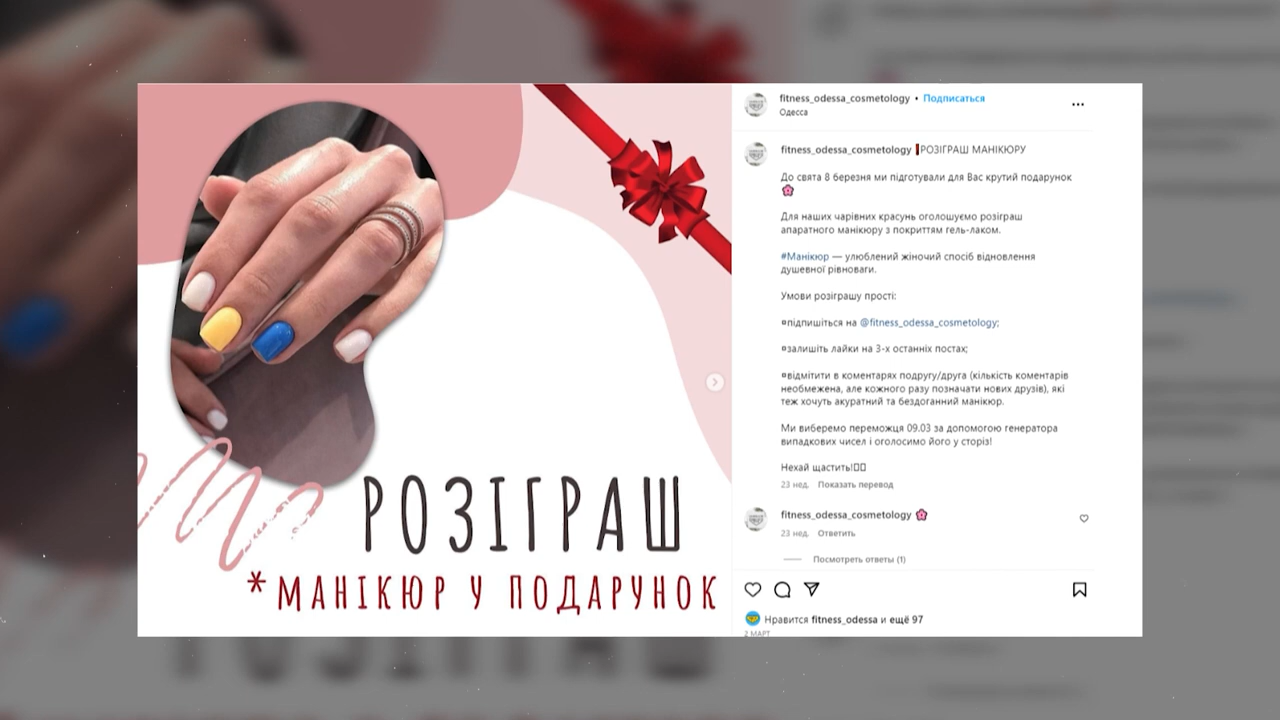 РОЗІГРАШ
*МАНІКЮР У ПОДАРУНОК
fitness_odessa_cosmetology • Подписаться
Одесса
fitness_odessa_cosmetology РОЗІГРАШ МАНІКЮРУ
До свята 8 березня ми підготували для Вас крутий подарунок
🌸
Для наших чарівних красунь оголошуємо розіграш
апаратного манікюру з покриттям гель-лаком.
#Манікюр — улюблений жіночий спосіб відновлення
душевної рівноваги.
Умови розіграшу прості:
▫підпишіться на @fitness_odessa_cosmetology;
▫залишіть лайки на 3-х останніх постах;
▫відмітити в коментарях подругу/друга (кількість коментарів
необмежена, але кожного разу позначати нових друзів), які
теж хочуть акуратний та бездоганний манікюр.
Ми виберемо переможця 09.03 за допомогою генератора
випадкових чисел і оголосимо його у сторіз!
Нехай щастить!
23 нед. Показать перевод
fitness_odessa_cosmetology 🌸
23 нед. Ответить
Посмотреть ответы (1)
Нравится fitness_odessa и ещё 97
2 МАРТ